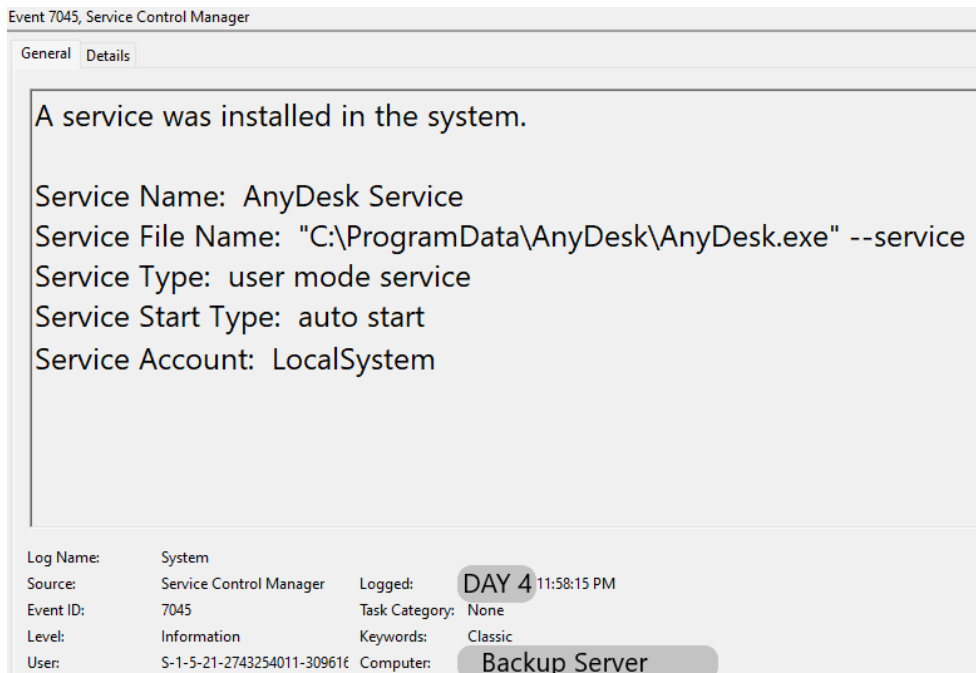 Event 7045, Service Control Manager
General Details
A service was installed in the system.
Service Name: AnyDesk Service
Service File Name: "C:\ProgramData\AnyDesk\AnyDesk.exe" --service
Service Type: user mode service
Service Start Type: auto start
Service Account: LocalSystem
Log Name: System
Source: Service Control Manager Logged: DAY 4 11:58:15 PM
Event ID: 7045 Task Category: None
Level: Information Keywords: Classic
User: S-1-5-21-2743254011-309616 Computer: Backup Server